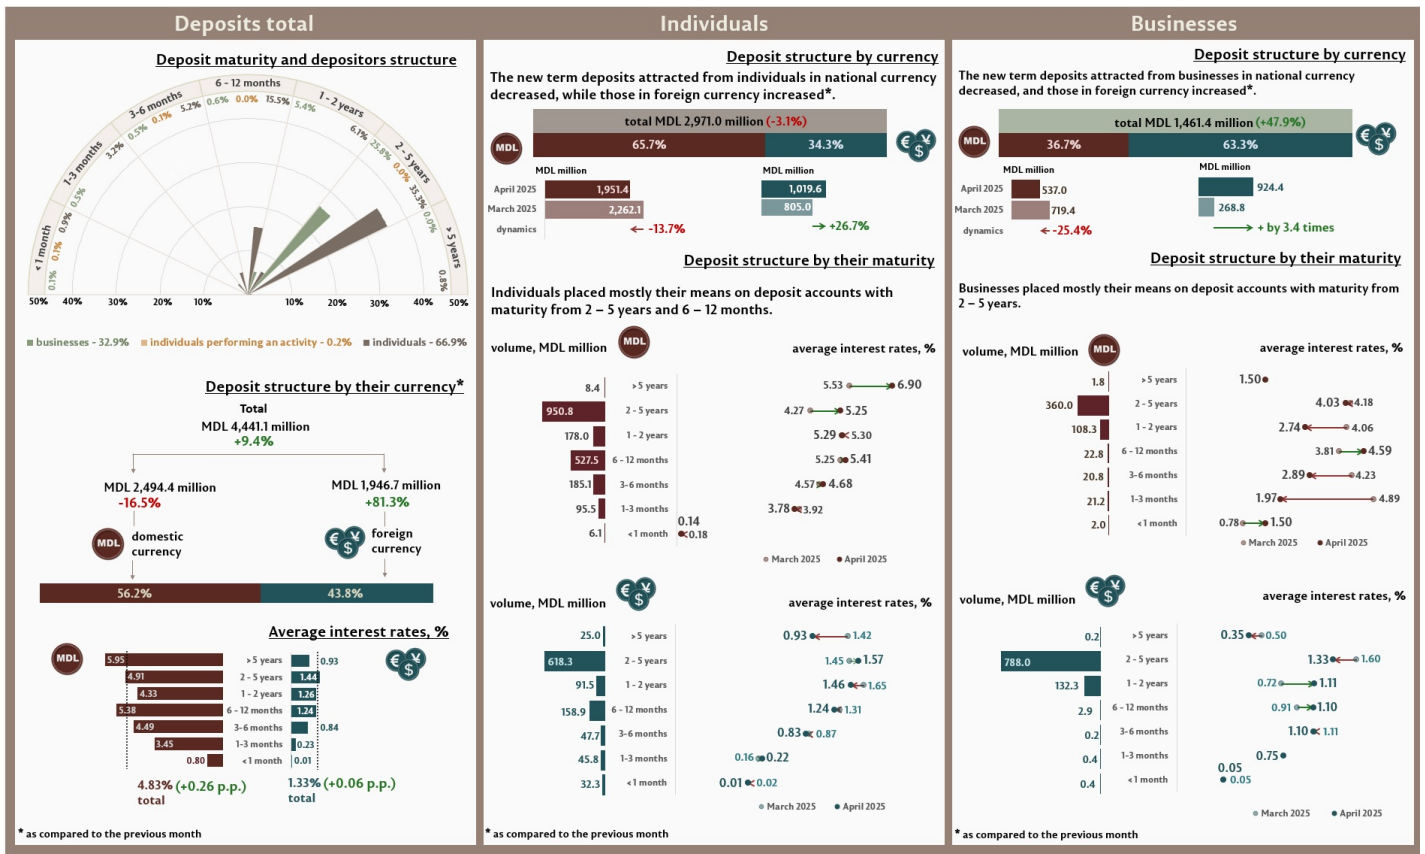 Deposits total
Deposit maturity and depositors structure
< 1 month
1-3 months
3-6 months
6 - 12 months
1 - 2 years
2 - 5 years
> 5 years
0.1%
0.1%
0.9%
0.5%
3.2%
0.5%
0.1%
5.2%
0.6%
0.0%
15.5%
5.4%
6.1%
25.8%
0.0%
35.3%
0.0%
0.8%
50% 40% 30% 20% 10% 10% 20% 30% 40% 50%
businesses - 32.9% individuals performing an activity - 0.2% individuals - 66.9%
Deposit structure by their currency*
Total
MDL 4,441.1 million
+9.4%
MDL 2,494.4 million MDL 1,946.7 million
-16.5% +81.3%
MDL domestic currency
€ ¥ $ foreign currency
56.2% 43.8%
Average interest rates, %
MDL € ¥ $
5.95 > 5 years 0.93
4.91 2 - 5 years 1.44
4.33 1 - 2 years 1.26
5.38 6 - 12 months 1.24
4.49 3-6 months 0.84
3.45 1-3 months 0.23
0.80 < 1 month 0.01
4.83% (+0.26 p.p.) 1.33% (+0.06 p.p.)
total total
* as compared to the previous month
Individuals
Deposit structure by currency
The new term deposits attracted from individuals in national currency
decreased, while those in foreign currency increased*.
total MDL 2,971.0 million (-3.1%)
MDL 65.7% 34.3% € ¥ $
MDL million MDL million
April 2025 1,951.4 1,019.6
March 2025 2,262.1 805.0
dynamics -13.7% +26.7%
Deposit structure by their maturity
Individuals placed mostly their means on deposit accounts with
maturity from 2 – 5 years and 6 – 12 months.
volume, MDL million MDL average interest rates, %
8.4 > 5 years 5.53 6.90
950.8 2 - 5 years 4.27 5.25
178.0 1 - 2 years 5.29 5.30
527.5 6 - 12 months 5.25 5.41
185.1 3-6 months 4.57 4.68
95.5 1-3 months 3.78 3.92
6.1 < 1 month 0.14 0.18
March 2025 April 2025
volume, MDL million € ¥ $ average interest rates, %
25.0 > 5 years 0.93 1.42
618.3 2 - 5 years 1.45 1.57
91.5 1 - 2 years 1.46 1.65
158.9 6 - 12 months 1.24 1.31
47.7 3-6 months 0.83 0.87
45.8 1-3 months 0.16 0.22
32.3 < 1 month 0.01 0.02
March 2025 April 2025
* as compared to the previous month
Businesses
Deposit structure by currency
The new term deposits attracted from businesses in national currency
decreased, and those in foreign currency increased*.
total MDL 1,461.4 million (+47.9%)
MDL 36.7% 63.3% € ¥ $
MDL million MDL million
April 2025 537.0 924.4
March 2025 719.4 268.8
dynamics -25.4% + by 3.4 times
Deposit structure by their maturity
Businesses placed mostly their means on deposit accounts with maturity from
2 – 5 years.
volume, MDL million MDL average interest rates, %
1.8 > 5 years 1.50
360.0 2 - 5 years 4.03 4.18
108.3 1 - 2 years 2.74 4.06
22.8 6 - 12 months 3.81 4.59
20.8 3-6 months 2.89 4.23
21.2 1-3 months 1.97 4.89
2.0 < 1 month 0.78 1.50
March 2025 April 2025
volume, MDL million € ¥ $ average interest rates, %
0.2 > 5 years 0.35 0.50
788.0 2 - 5 years 1.33 1.60
132.3 1 - 2 years 0.72 1.11
2.9 6 - 12 months 0.91 1.10
0.2 3-6 months 1.10 1.11
0.4 1-3 months 0.75
0.4 < 1 month 0.05 0.05
March 2025 April 2025
* as compared to the previous month